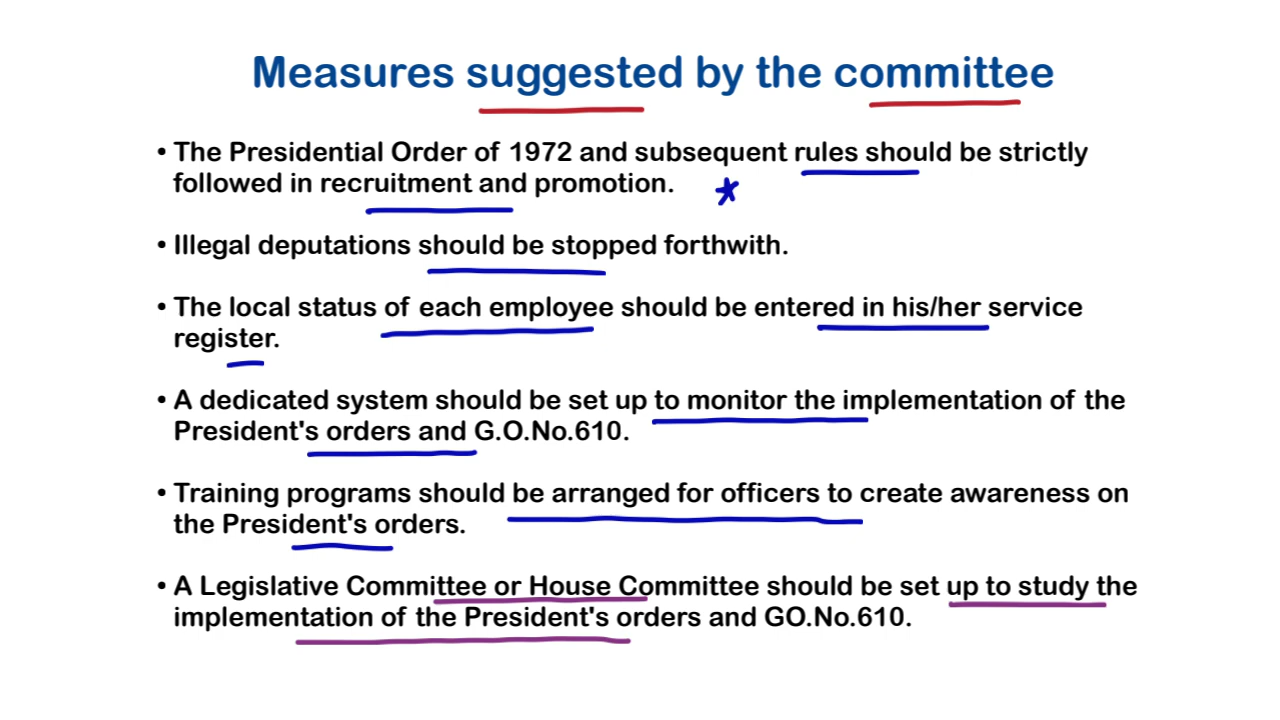 Measures suggested by the committee
• The Presidential Order of 1972 and subsequent rules should be strictly
followed in recruitment and promotion.
• Illegal deputations should be stopped forthwith.
• The local status of each employee should be entered in his/her service
register.
• A dedicated system should be set up to monitor the implementation of the
President's orders and G.O.No.610.
• Training programs should be arranged for officers to create awareness on
the President's orders.
• A Legislative Committee or House Committee should be set up to study the
implementation of the President's orders and GO.No.610.